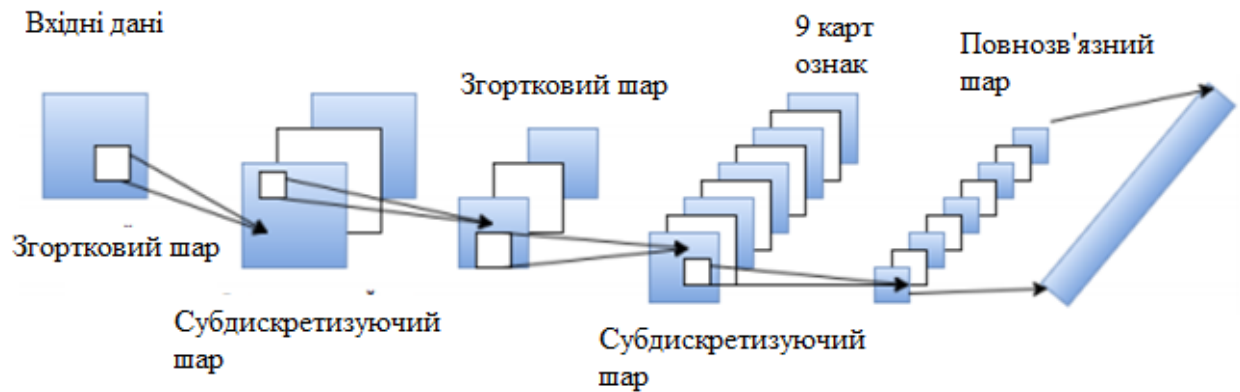 Вхідні дані
Згортковий шар
9 карт
ознак
Повнозв'язний
шар
Згортковий шар
Субдискретизуючий
шар
Субдискретизуючий
шар